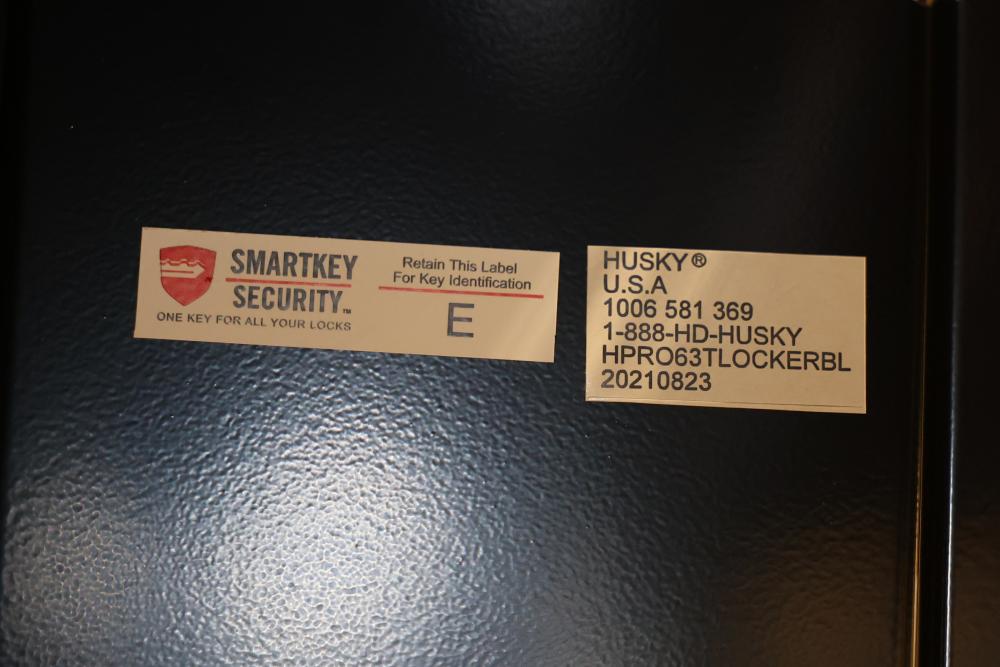 SMARTKEY
SECURITY™
ONE KEY FOR ALL YOUR LOCKS
Retain This Label
For Key Identification
E
HUSKY®
U.S.A
1006 581 369
1-888-HD-HUSKY
HPRO63TLOCKERBL
20210823